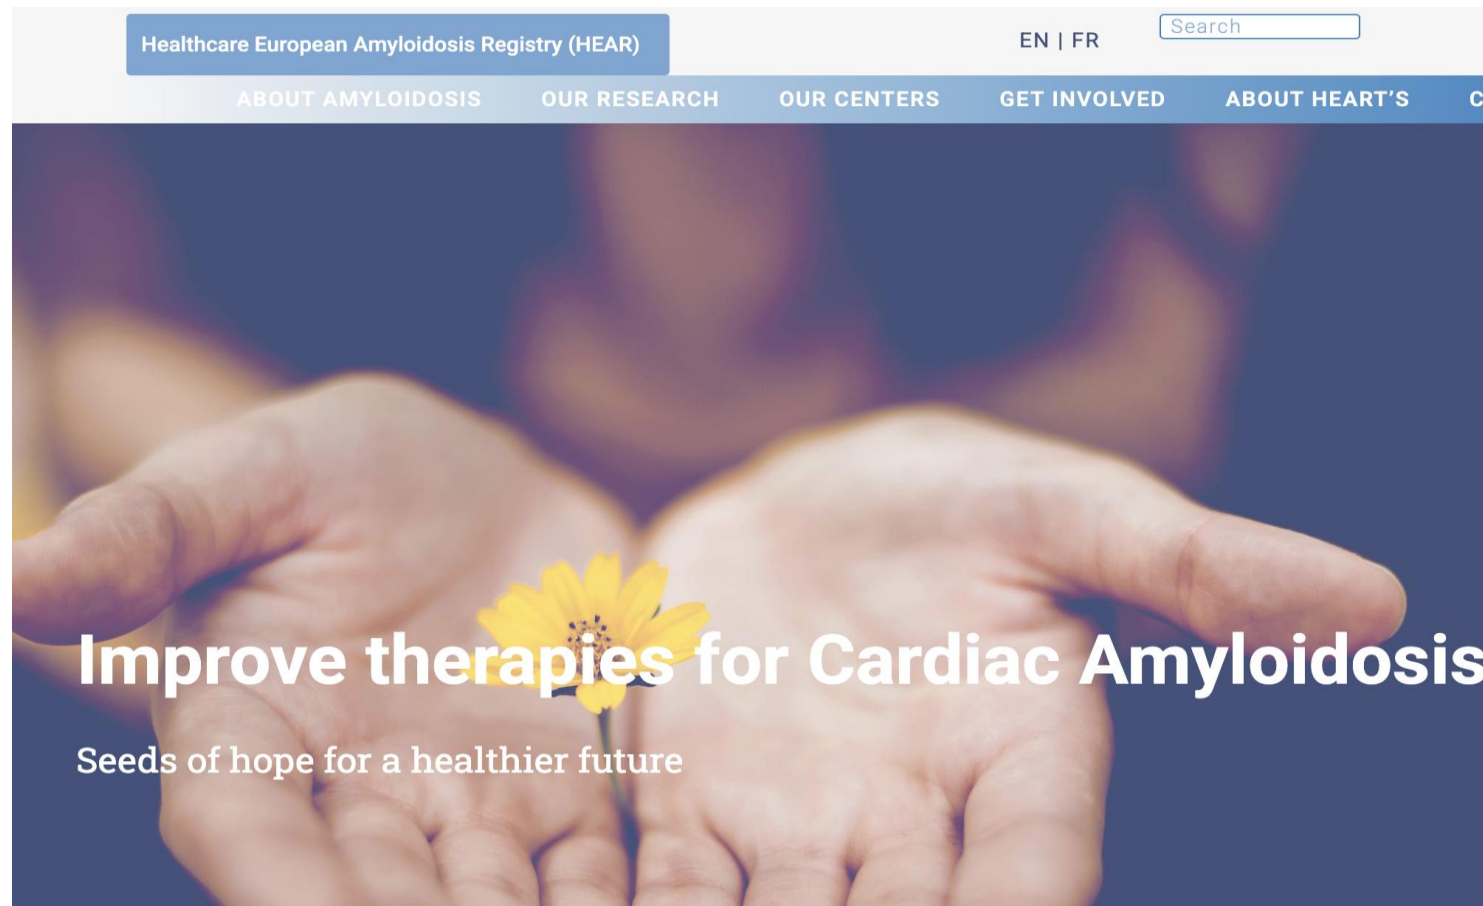 Healthcare European Amyloidosis Registry (HEAR)
EN | FR
Search
ABOUT AMYLOIDOSIS OUR RESEARCH OUR CENTERS GET INVOLVED ABOUT HEART’S C
Improve therapies for Cardiac Amyloidosis
Seeds of hope for a healthier future